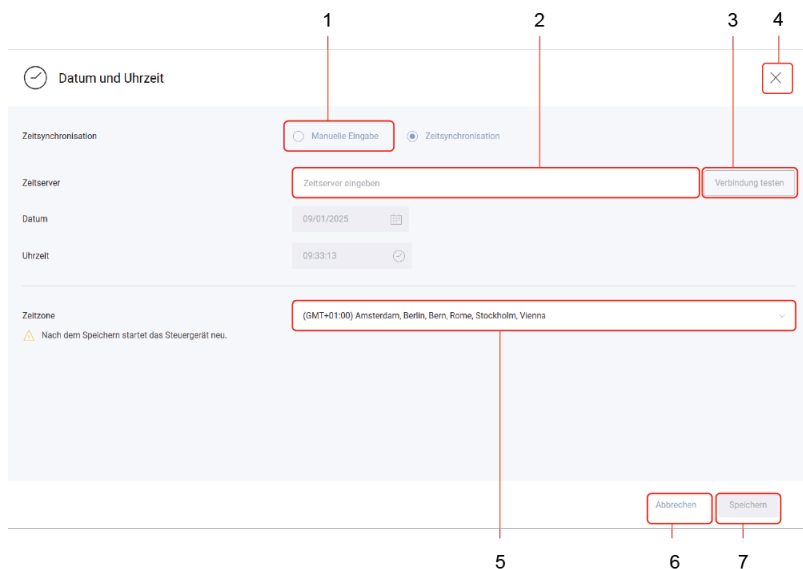 1 2 3 4
Datum und Uhrzeit
Zeitsynchronisation Manuelle Eingabe Zeitsynchronisation
Zeitserver Zeitserver eingeben Verbindung testen
Datum 09/01/2025
Uhrzeit 09:33:13
Zeitzone (GMT+01:00) Amsterdam, Berlin, Bern, Rome, Stockholm, Vienna
Nach dem Speichern startet das Steuergerät neu.
Abbrechen Speichern
5 6 7